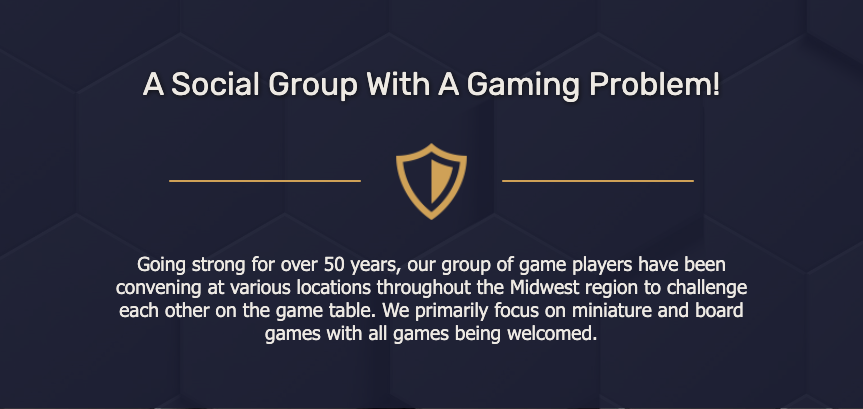 A Social Group With A Gaming Problem!
Going strong for over 50 years, our group of game players have been
convening at various locations throughout the Midwest region to challenge
each other on the game table. We primarily focus on miniature and board
games with all games being welcomed.